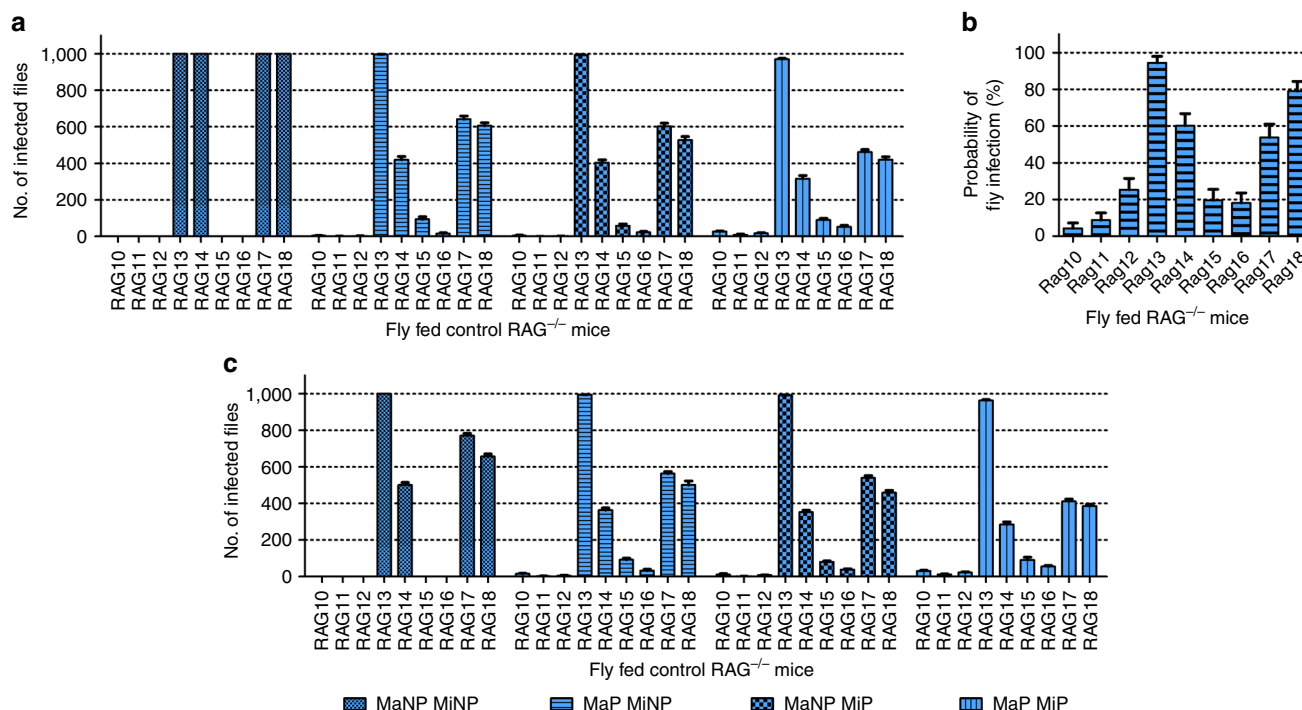 a
No. of infected files
1,000
800
600
400
200
0
RAG10 RAG11 RAG12 RAG13 RAG14 RAG15 RAG16 RAG17 RAG18 RAG10 RAG11 RAG12 RAG13 RAG14 RAG15 RAG16 RAG17 RAG18 RAG10 RAG11 RAG12 RAG13 RAG14 RAG15 RAG16 RAG17 RAG18 RAG10 RAG11 RAG12 RAG13 RAG14 RAG15 RAG16 RAG17 RAG18
Fly fed control RAG−/− mice
b
Probability of
fiy infection (%)
100
80
60
40
20
0
Rag10 Rag11 Rag12 Rag13 Rag14 Rag15 Rag16 Rag17 Rag18
Fly fed RAG−/− mice
c
No. of infected files
1,000
800
600
400
200
0
RAG10 RAG11 RAG12 RAG13 RAG14 RAG15 RAG16 RAG17 RAG18 RAG10 RAG11 RAG12 RAG13 RAG14 RAG15 RAG16 RAG17 RAG18 RAG10 RAG11 RAG12 RAG13 RAG14 RAG15 RAG16 RAG17 RAG18 RAG10 RAG11 RAG12 RAG13 RAG14 RAG15 RAG16 RAG17 RAG18
Fly fed control RAG−/− mice
MaNP MiNP MaP MiNP MaNP MiP MaP MiP